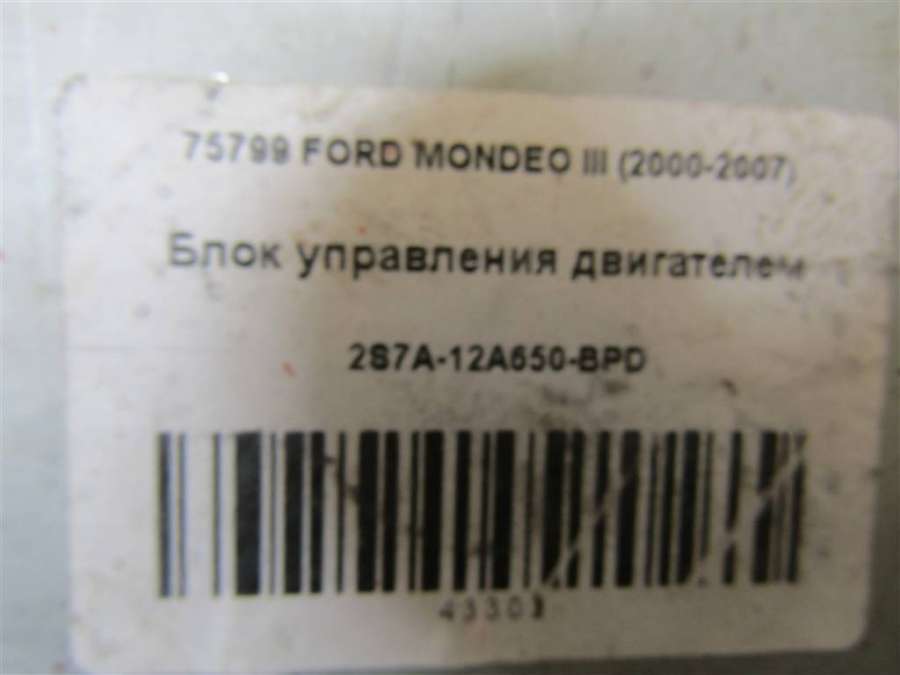 75799 FORD MONDEO III (2000-2007)
Блок управления двигателем
2S7A-12A650-BPD
43303